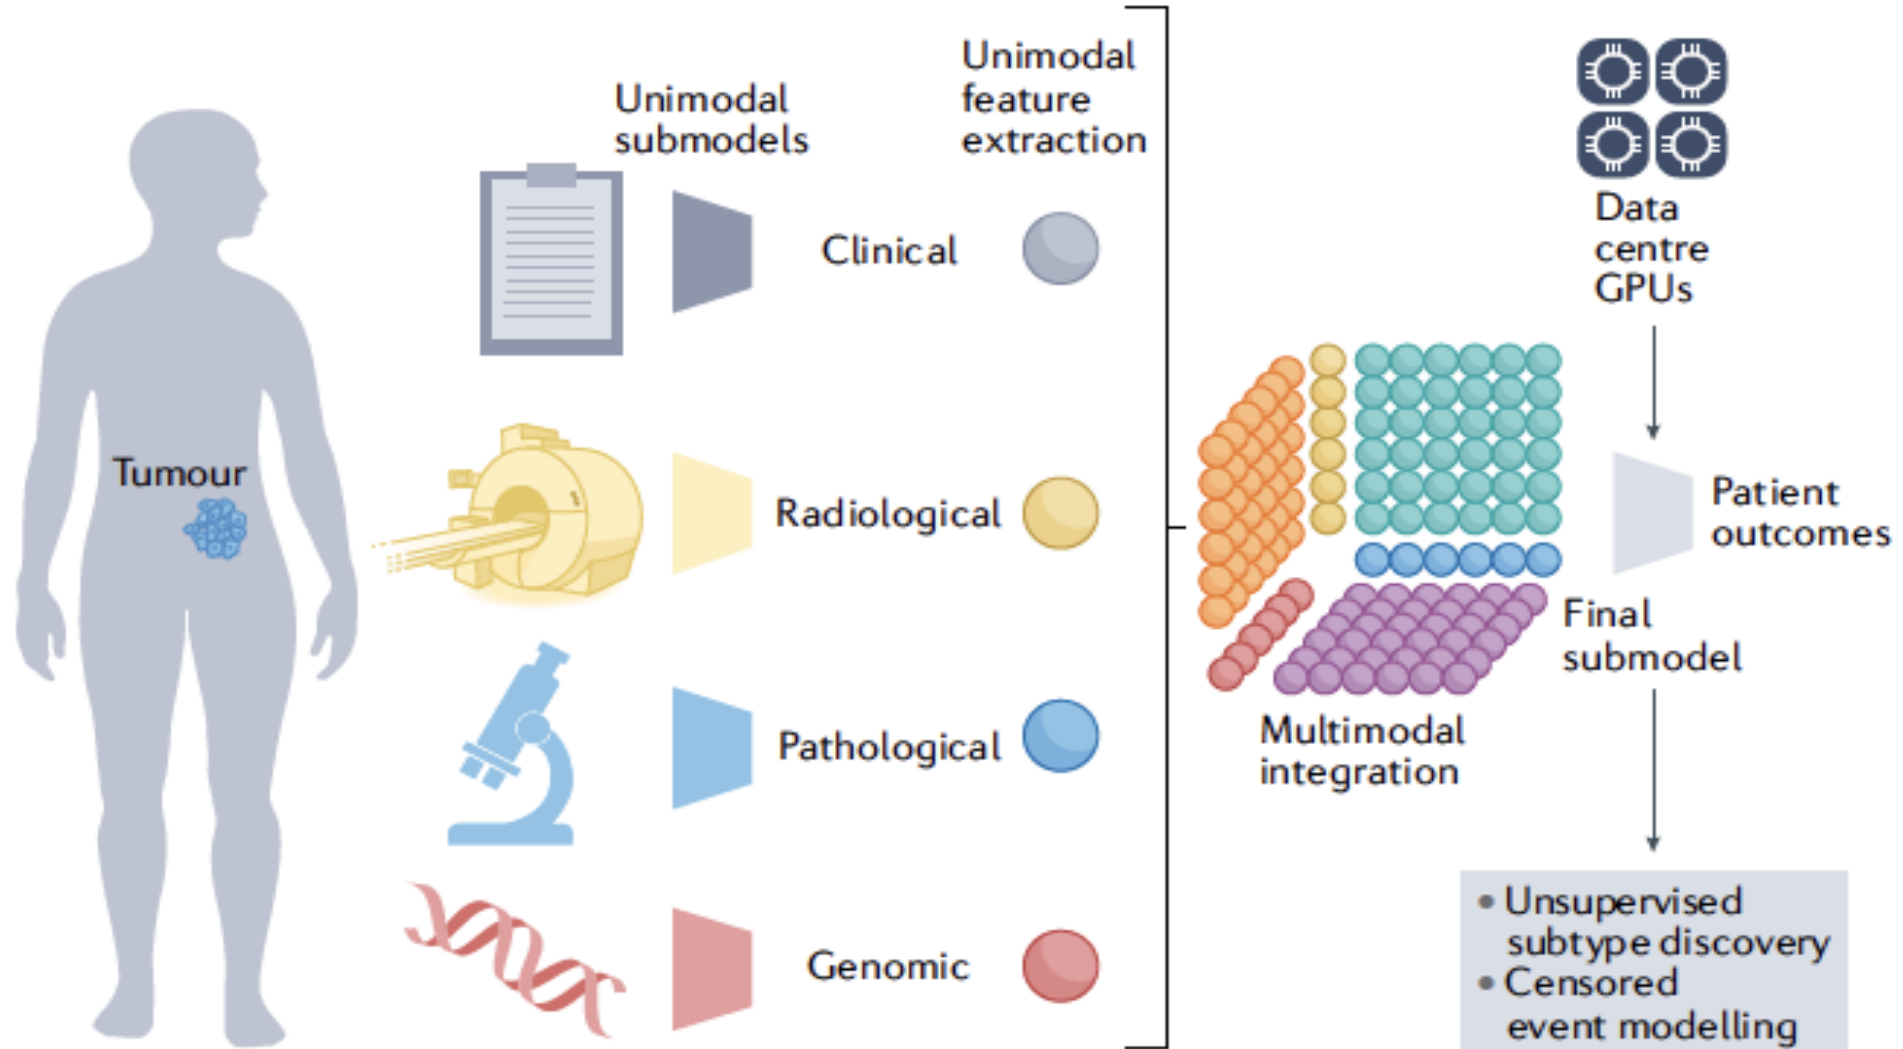 Unimodal
submodels
Unimodal
feature
extraction
Clinical
Tumour
Radiological
Pathological
Genomic
Data
centre
GPUs
Patient
outcomes
Final
submodel
Multimodal
integration
• Unsupervised
subtype discovery
• Censored
event modelling